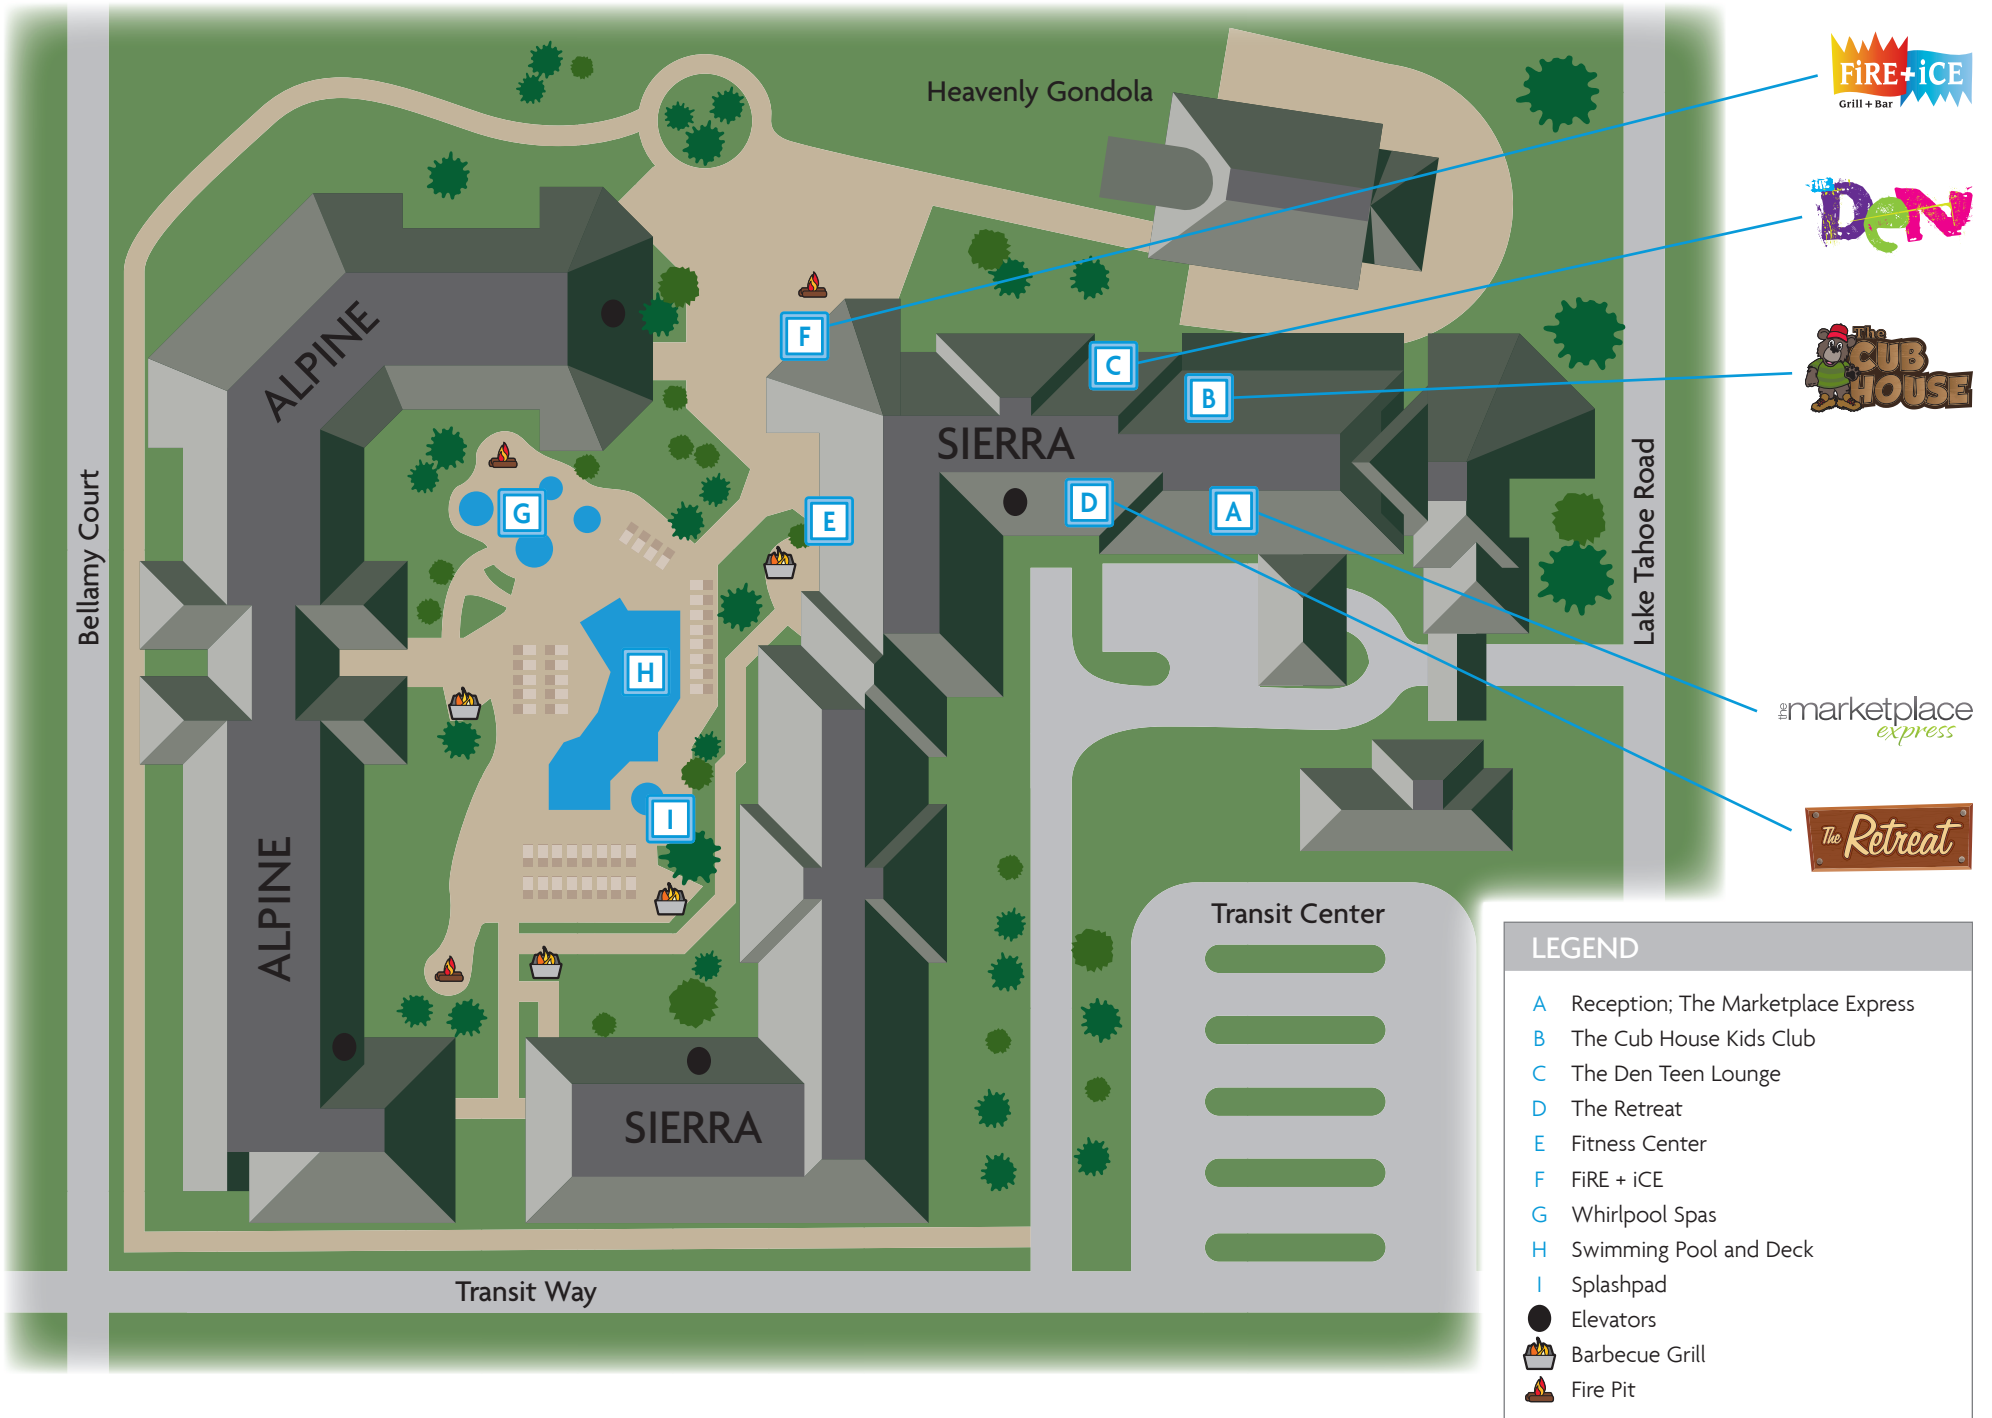 Heavenly Gondola
FiRE+iCE
Grill + Bar
THE
DeN
ALPINE
F
C
B
The
CUB
HOUSE
SIERRA
Bellamy Court
Lake Tahoe Road
G
E
D
A
H
the marketplace
express
I
The Retreat
ALPINE
Transit Center
SIERRA
Transit Way
LEGEND
A Reception; The Marketplace Express
B The Cub House Kids Club
C The Den Teen Lounge
D The Retreat
E Fitness Center
F FiRE + iCE
G Whirlpool Spas
H Swimming Pool and Deck
I Splashpad
Elevators
Barbecue Grill
Fire Pit